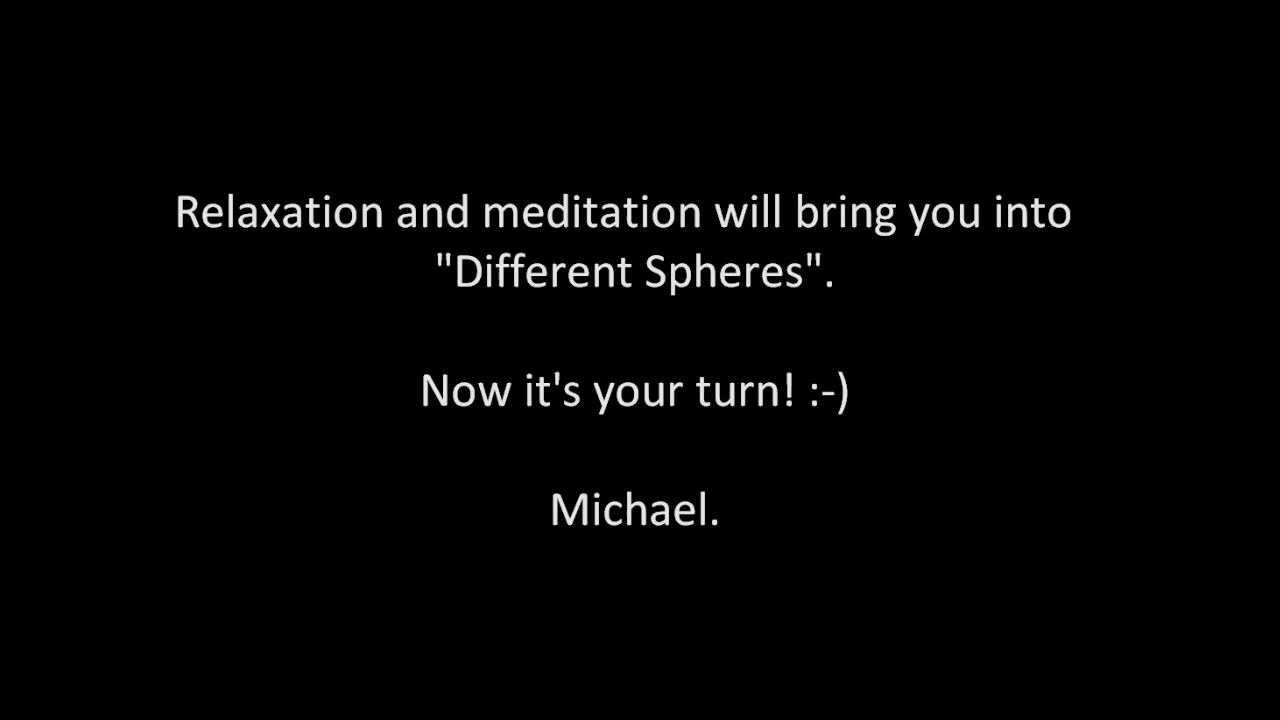 Relaxation and meditation will bring you into
"Different Spheres".
Now it's your turn! :-)
Michael.